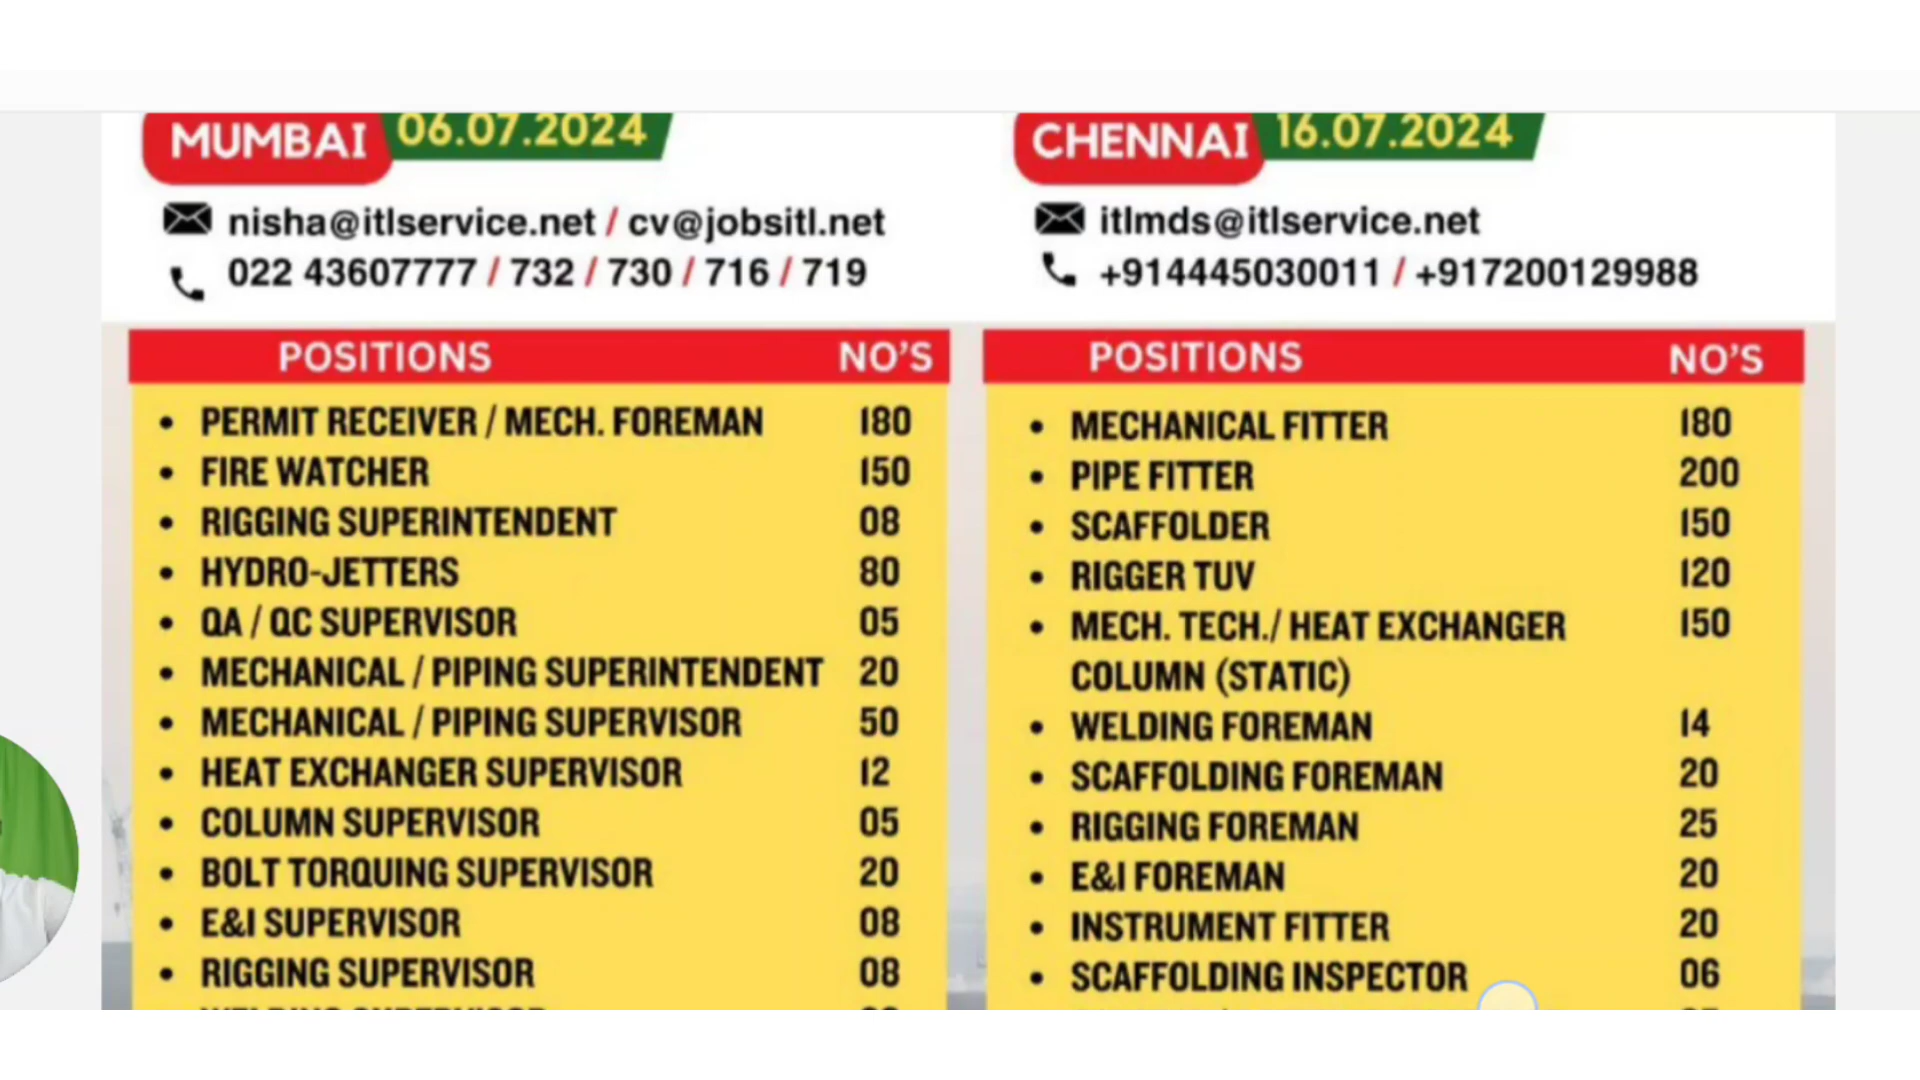 MUMBAI 06.07.2024
nisha@itlservice.net / cv@jobsitl.net
022 43607777 / 732 / 730 / 716 / 719
POSITIONS NO'S
• PERMIT RECEIVER / MECH. FOREMAN 180
• FIRE WATCHER 150
• RIGGING SUPERINTENDENT 08
• HYDRO-JETTERS 80
• QA / QC SUPERVISOR 05
• MECHANICAL / PIPING SUPERINTENDENT 20
• MECHANICAL / PIPING SUPERVISOR 50
• HEAT EXCHANGER SUPERVISOR 12
• COLUMN SUPERVISOR 05
• BOLT TORQUING SUPERVISOR 20
• E&I SUPERVISOR 08
• RIGGING SUPERVISOR 08
CHENNAI 16.07.2024
itlmds@itlservice.net
+914445030011 / +917200129988
POSITIONS NO'S
• MECHANICAL FITTER 180
• PIPE FITTER 200
• SCAFFOLDER 150
• RIGGER TUV 120
• MECH. TECH./ HEAT EXCHANGER 150
COLUMN (STATIC)
• WELDING FOREMAN 14
• SCAFFOLDING FOREMAN 20
• RIGGING FOREMAN 25
• E&I FOREMAN 20
• INSTRUMENT FITTER 20
• SCAFFOLDING INSPECTOR 06